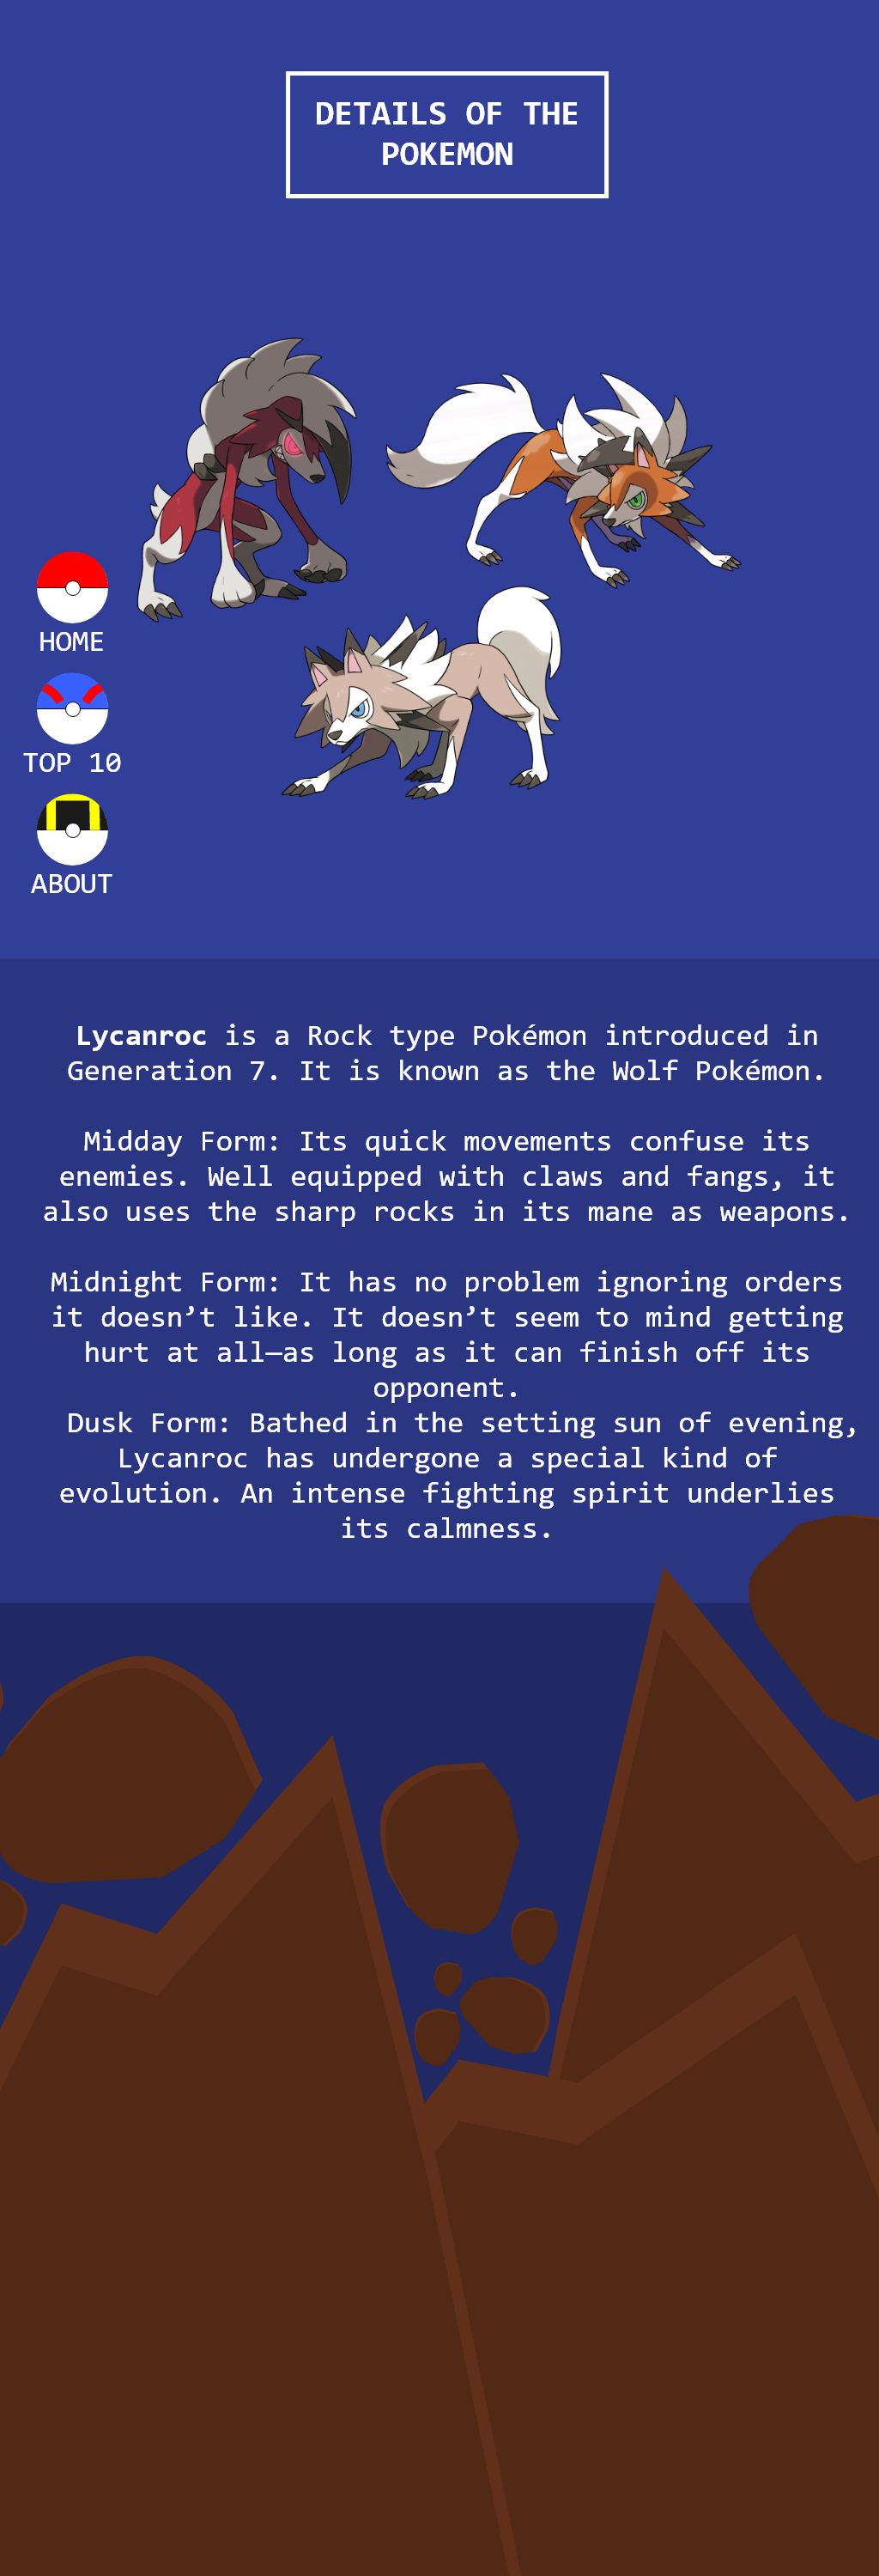 DETAILS OF THE
POKEMON
HOME
TOP 10
ABOUT
Lycanroc is a Rock type Pokémon introduced in
Generation 7. It is known as the Wolf Pokémon.
Midday Form: Its quick movements confuse its
enemies. Well equipped with claws and fangs, it
also uses the sharp rocks in its mane as weapons.
Midnight Form: It has no problem ignoring orders
it doesn’t like. It doesn’t seem to mind getting
hurt at all—as long as it can finish off its
opponent.
Dusk Form: Bathed in the setting sun of evening,
Lycanroc has undergone a special kind of
evolution. An intense fighting spirit underlies
its calmness.